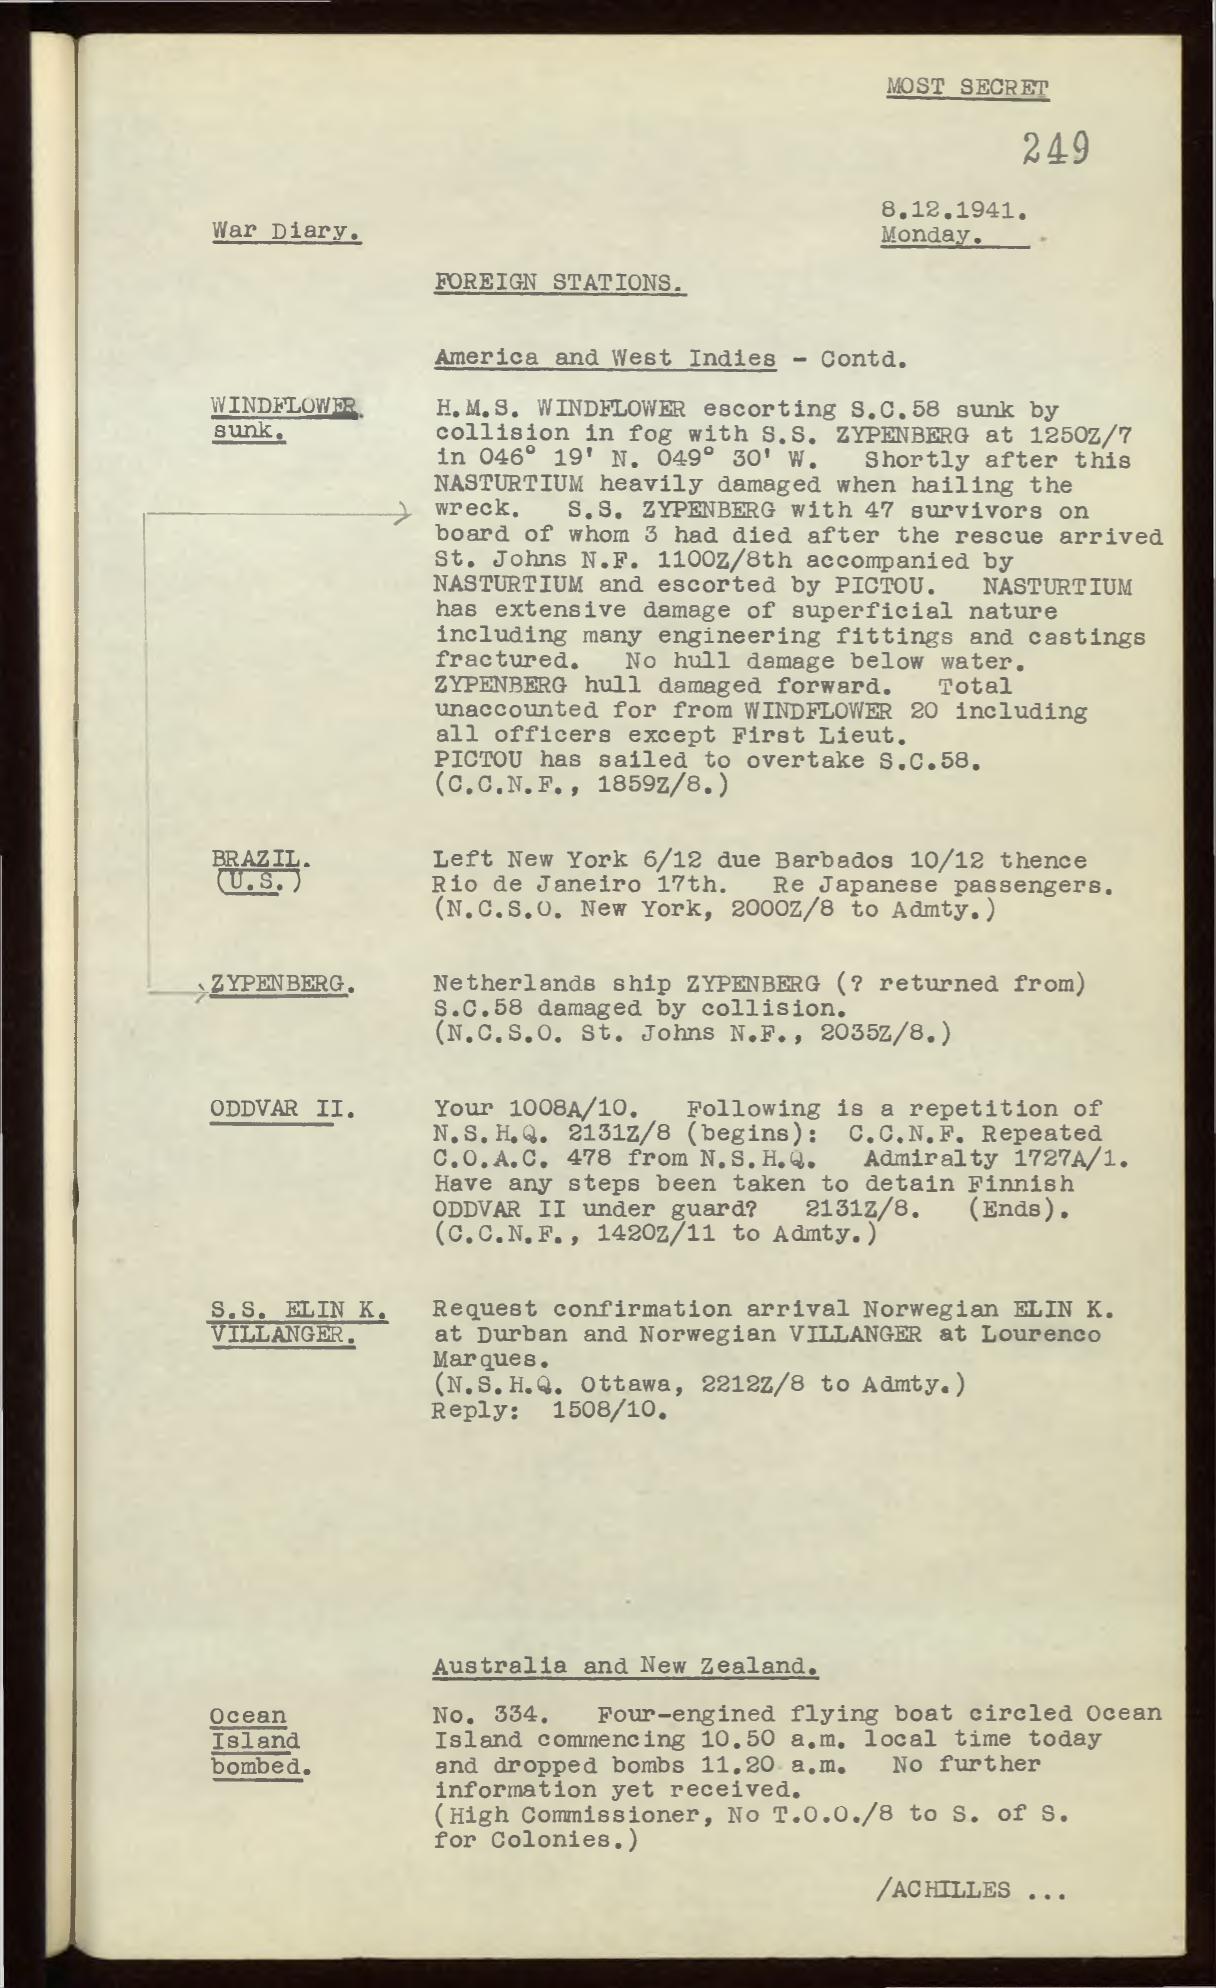 MOST SECRET
249
8.12.1941.
War Diary.
Monday.
FOREIGN STATIONS.
America and West Indies - Contd.
WINDFLOWER.
sunk.
H.M.S. WINDFLOWER escorting S.C.58 sunk by
collision in fog with S.S. ZYPENBERG at 1250Z/7
in 046° 19' N. 049° 30' W. Shortly after this
NASTURTIUM heavily damaged when hailing the
wreck. S.S. ZYPENBERG with 47 survivors on
board of whom 3 had died after the rescue arrived
St. Johns N.F. 1100Z/8th accompanied by
NASTURTIUM and escorted by PICTOU. NASTURTIUM
has extensive damage of superficial nature
including many engineering fittings and castings
fractured. No hull damage below water.
ZYPENBERG hull damaged forward. Total
unaccounted for from WINDFLOWER 20 including
all officers except First Lieut.
PICTOU has sailed to overtake S.C.58.
(C.C.N.F., 1859Z/8.)
BRAZIL.
(U.S.)
Left New York 6/12 due Barbados 10/12 thence
Rio de Janeiro 17th. Re Japanese passengers.
(N.C.S.O. New York, 2000Z/8 to Admty.)
ZYPENBERG.
Netherlands ship ZYPENBERG (? returned from)
S.C.58 damaged by collision.
(N.C.S.O. St. Johns N.F., 2035Z/8.)
ODDVAR II.
Your 1008A/10. Following is a repetition of
N.S.H.Q. 2131Z/8 (begins): C.C.N.F. Repeated
C.O.A.C. 478 from N.S.H.Q. Admiralty 1727A/1.
Have any steps been taken to detain Finnish
ODDVAR II under guard? 2131Z/8. (Ends).
(C.C.N.F., 1420Z/11 to Admty.)
S.S. ELIN K.
VILLANGER.
Request confirmation arrival Norwegian ELIN K.
at Durban and Norwegian VILLANGER at Lourenco
Marques.
(N.S.H.Q. Ottawa, 2212Z/8 to Admty.)
Reply: 1508/10.
Australia and New Zealand.
Ocean
Island
bombed.
No. 334. Four-engined flying boat circled Ocean
Island commencing 10.50 a.m. local time today
and dropped bombs 11.20 a.m. No further
information yet received.
(High Commissioner, No T.O.O./8 to S. of S.
for Colonies.)
/ACHILLES ...